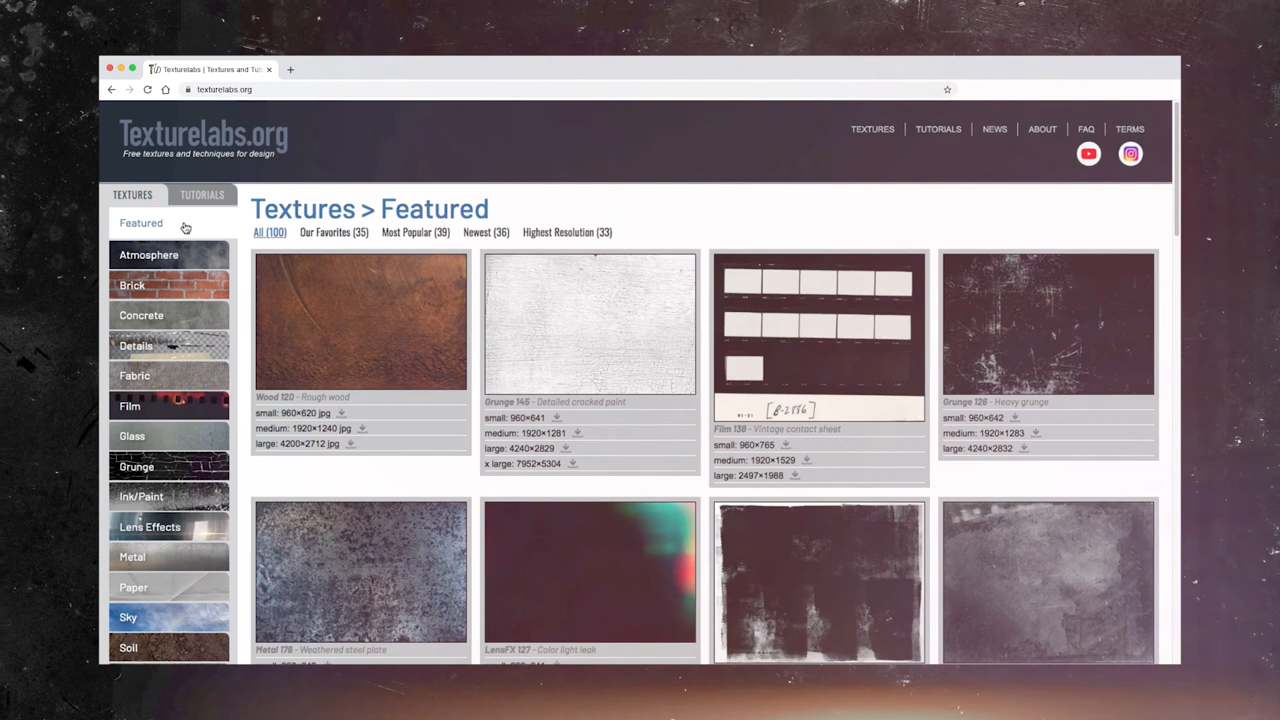 Texturelabs | Textures and Tut
texturelabs.org
Texturelabs.org
Free textures and techniques for design
TEXTURES
TUTORIALS
NEWS
ABOUT
FAQ
TERMS
TEXTURES
TUTORIALS
Featured
Atmosphere
Brick
Concrete
Details
Fabric
Film
Glass
Grunge
Ink/Paint
Lens Effects
Metal
Paper
Sky
Soil
Textures > Featured
All (100)
Our Favorites (35)
Most Popular (39)
Newest (36)
Highest Resolution (33)
Wood 120 - Rough wood
small: 960×620 jpg
medium: 1920×1240 jpg
large: 4200×2712 jpg
Grunge 145 - Detailed cracked paint
small: 960×641
medium: 1920×1281
large: 4240×2829
x large: 7952×5304
[B-2886]
Film 138 - Vintage contact sheet
small: 960×765
medium: 1920×1529
large: 2497×1988
Grunge 126 - Heavy grunge
small: 960×642
medium: 1920×1283
large: 4240×2832
Metal 176 - Weathered steel plate
LensFX 127 - Color light leak